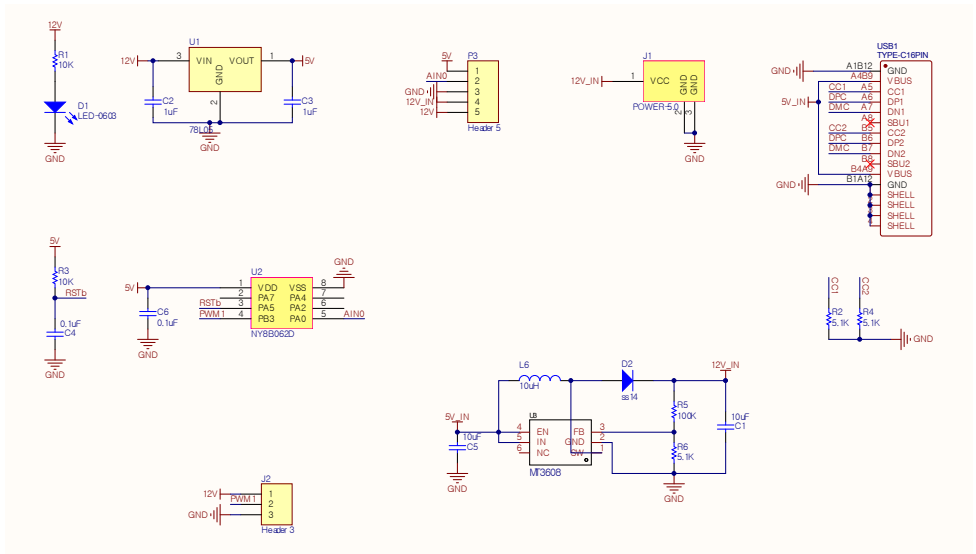 12V
R1
10K
D1
LED-0603
GND
U1
12V
3
VIN
VOUT
1
5V
GND
2
C2
1uF
C3
1uF
78L05
GND
P3
5V
1
AIN0
2
GND
3
12V_IN
4
12V
5
Header 5
J1
12V_IN
1
VCC
GND
GND
POWER-5.0
2
3
GND
USB1
TYPE-C16PIN
GND
A1B12
GND
A4B9
VBUS
CC1
A5
CC1
5V_IN
DPC
A6
DP1
DMC
A7
DN1
A8
SBU1
CC2
B5
CC2
DPC
B6
DP2
DMC
B7
DN2
B8
SBU2
B4A9
VBUS
GND
B1A12
GND
SHELL
SHELL
SHELL
SHELL
5V
R3
10K
RSTb
0.1uF
C4
GND
5V
C6
0.1uF
GND
U2
GND
1
VDD
VSS
8
2
PA7
PA4
7
RSTb
3
PA5
PA2
6
PWM1
4
PB3
PA0
5
AIN0
NY8B062D
CC1
CC2
R2
5.1K
R4
5.1K
GND
L6
10uH
D2
ss14
12V_IN
5V_IN
10uF
C5
GND
U3
4
EN
FB
3
5
IN
GND
2
6
NC
SW
1
MT3608
R5
100K
R6
5.1K
10uF
C1
GND
J2
12V
1
PWM1
2
GND
3
Header 3